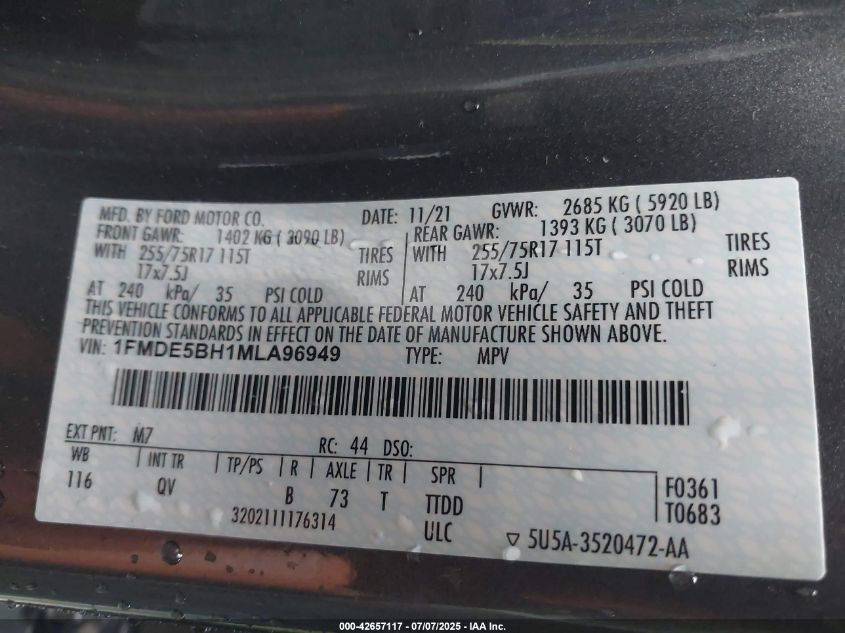 MFD. BY FORD MOTOR CO. DATE: 11/21 GVWR: 2685 KG ( 5920 LB)
FRONT GAWR: 1402 KG ( 3090 LB) REAR GAWR: 1393 KG ( 3070 LB)
WITH 255/75R17 115T TIRES WITH 255/75R17 115T TIRES
17x7.5J RIMS 17x7.5J RIMS
AT 240 kPa/ 35 PSI COLD AT 240 kPa/ 35 PSI COLD
THIS VEHICLE CONFORMS TO ALL APPLICABLE FEDERAL MOTOR VEHICLE SAFETY AND THEFT
PREVENTION STANDARDS IN EFFECT ON THE DATE OF MANUFACTURE SHOWN ABOVE.
VIN: 1FMDE5BH1MLA96949 TYPE: MPV
EXT PNT: M7 RC: 44 DSO:
WB INT TR TP/PS R AXLE TR SPR F0361
116 QV B 73 T TTDD T0683
3202111176314 ULC ▽ 5U5A-3520472-AA
000-42657117 - 07/07/2025 - IAA Inc.